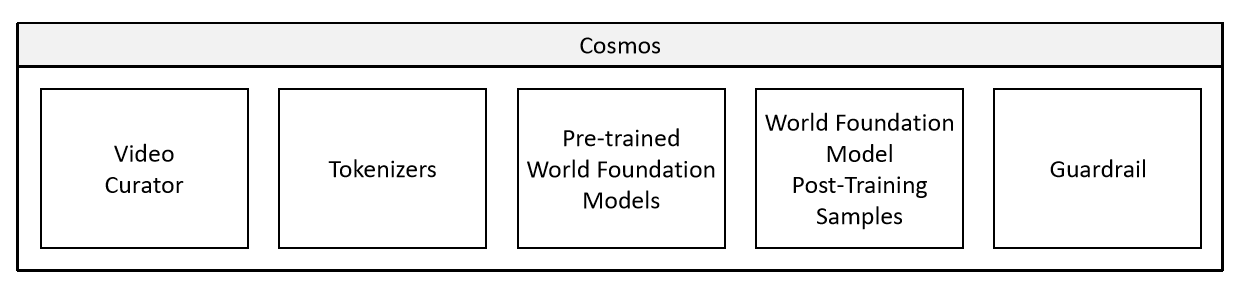 Cosmos
Video
Curator
Tokenizers
Pre-trained
World Foundation
Models
World Foundation
Model
Post-Training
Samples
Guardrail